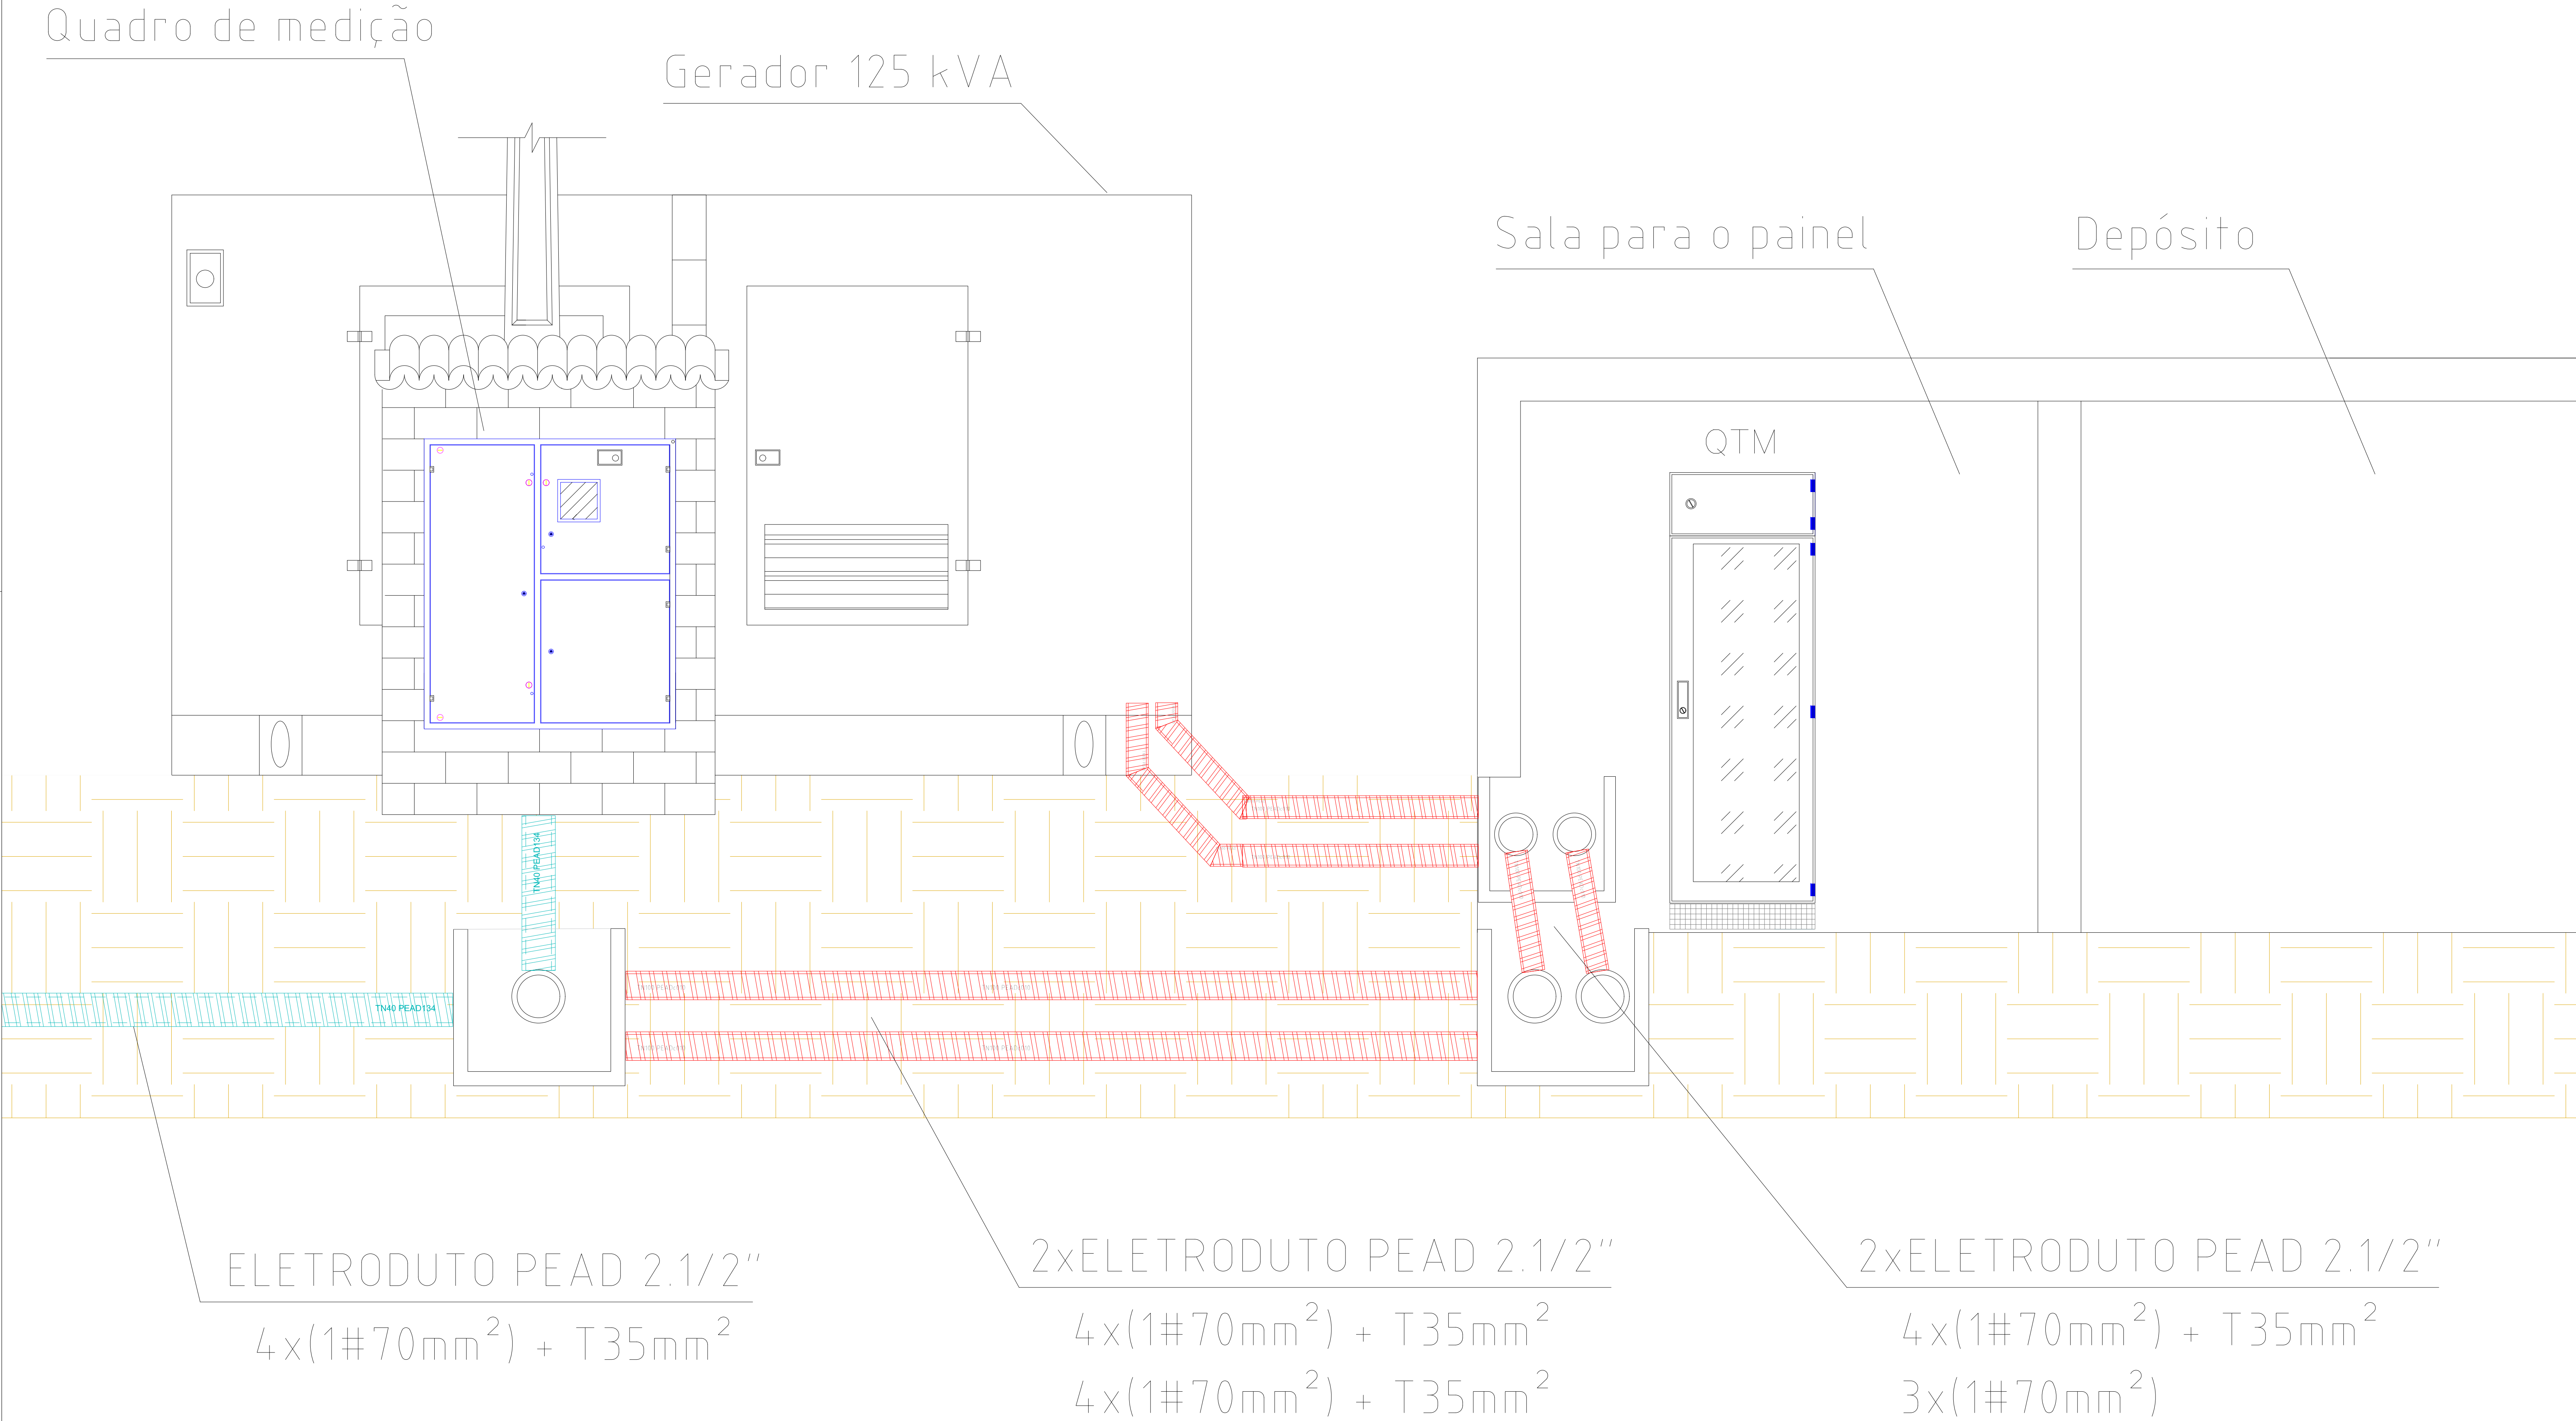 Quadro de medição
Gerador 125 kVA
Sala para o painel
Depósito
QTM
TN40 PEAD134
TN40 PEAD134
ELETRODUTO PEAD 2.1/2"
4x(1#70mm²) + T35mm²
2xELETRODUTO PEAD 2.1/2"
4x(1#70mm²) + T35mm²
4x(1#70mm²) + T35mm²
2xELETRODUTO PEAD 2.1/2"
4x(1#70mm²) + T35mm²
3x(1#70mm²)